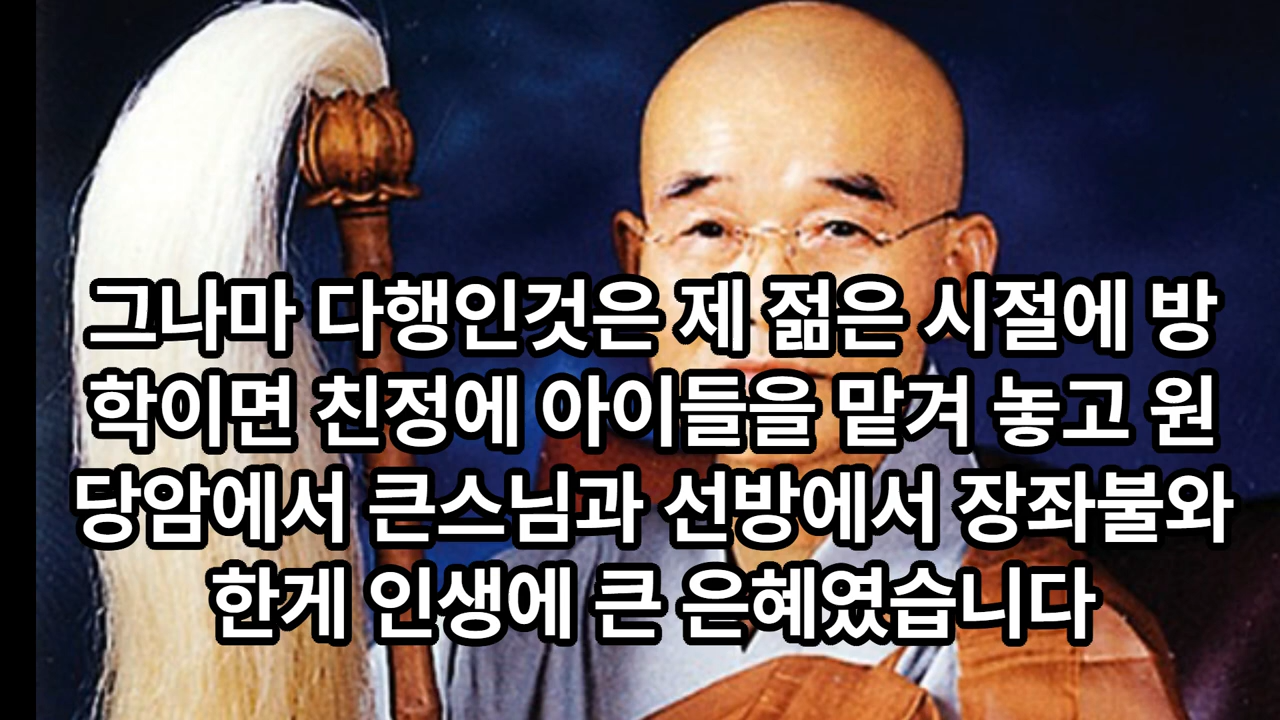 그나마 다행인것은 제 젊은 시절에 방
학이면 친정에 아이들을 맡겨 놓고 원
당암에서 큰스님과 선방에서 장좌불와
한게 인생에 큰 은혜였습니다